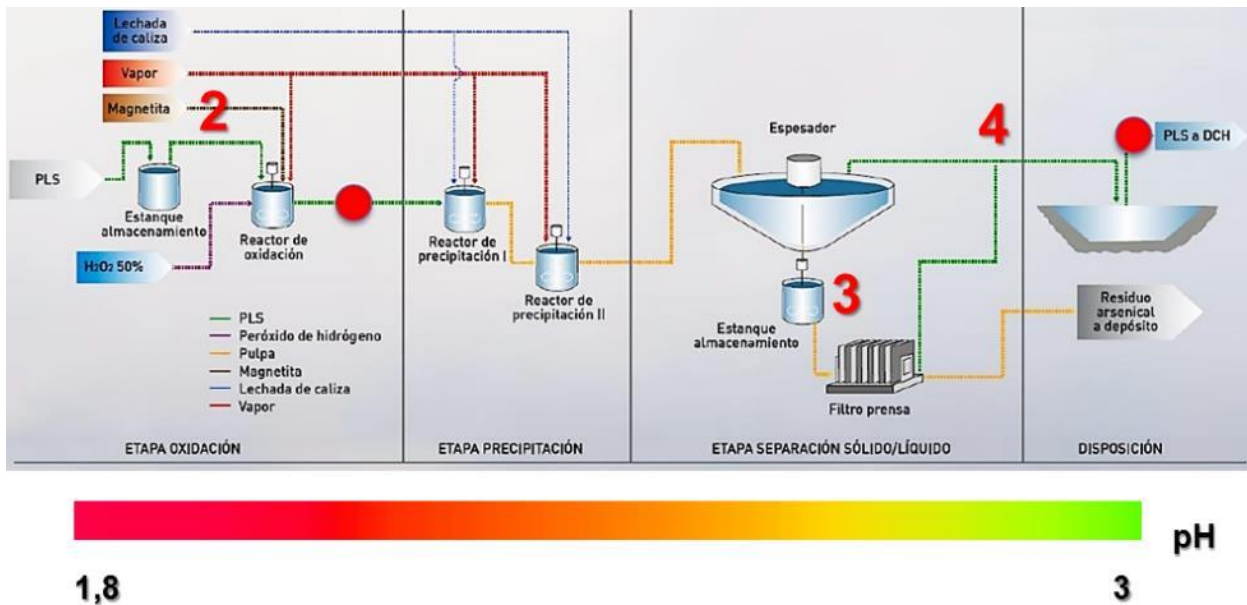 Lechada
de caliza
Vapor
Magnetita
2
PLS
Estanque
almacenamiento
Reactor de
oxidación
H₂O₂ 50%
PLS
Peróxido de hidrógeno
Pulpa
Magnetita
Lechada de caliza
Vapor
ETAPA OXIDACIÓN
Reactor de
precipitación I
Reactor de
precipitación II
ETAPA PRECIPITACIÓN
Espesador
3
Estanque
almacenamiento
Filtro prensa
ETAPA SEPARACIÓN SÓLIDO/LÍQUIDO
4
PLS a DCH
Residuo
arsenical
a depósito
DISPOSICIÓN
pH
1,8
3